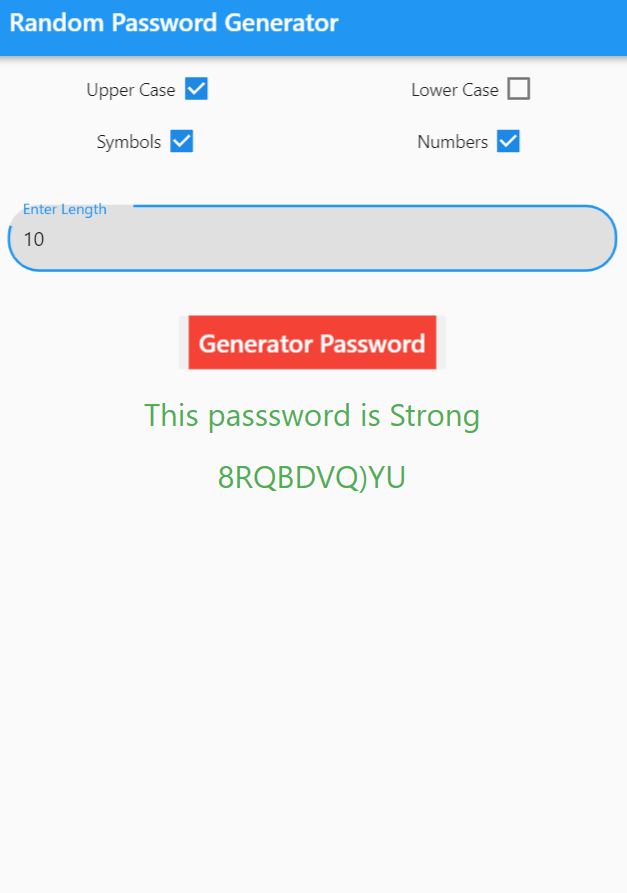 Random Password Generator
Upper Case
Lower Case
Symbols
Numbers
Enter Length
10
Generator Password
This passsword is Strong
8RQBDVQ)YU